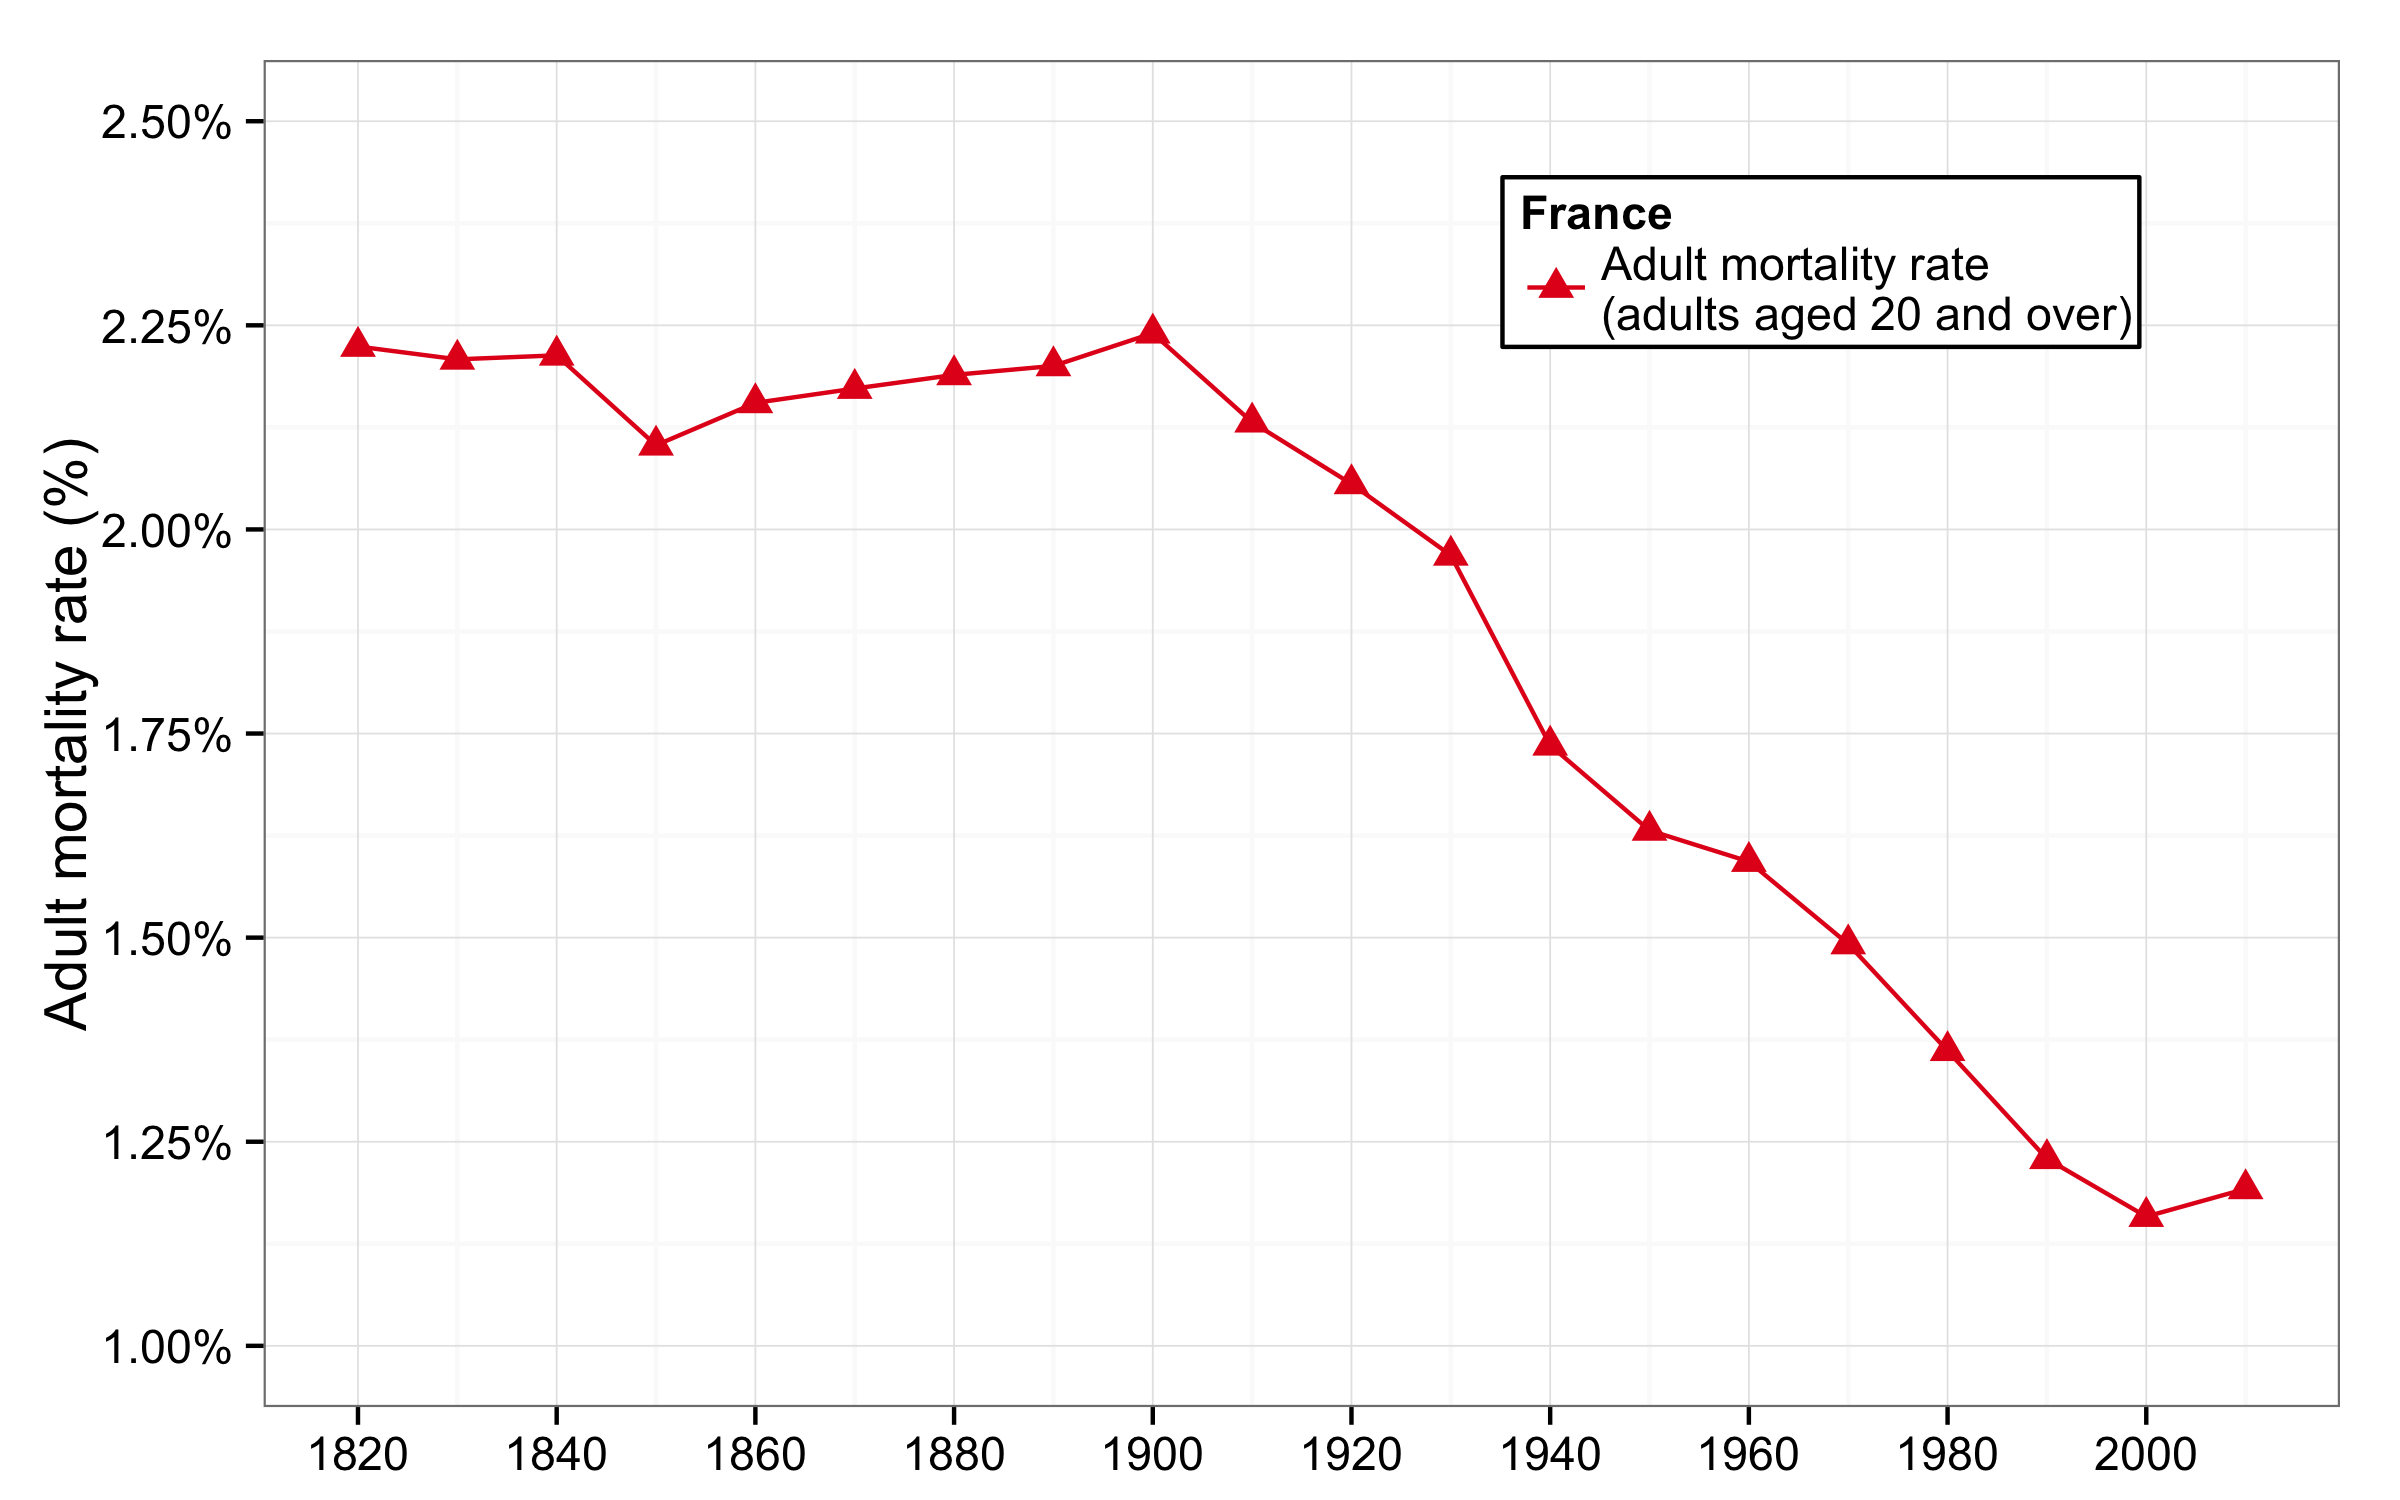 2.50%
2.25%
2.00%
1.75%
1.50%
1.25%
1.00%
Adult mortality rate (%)
France
Adult mortality rate
(adults aged 20 and over)
1820 1840 1860 1880 1900 1920 1940 1960 1980 2000